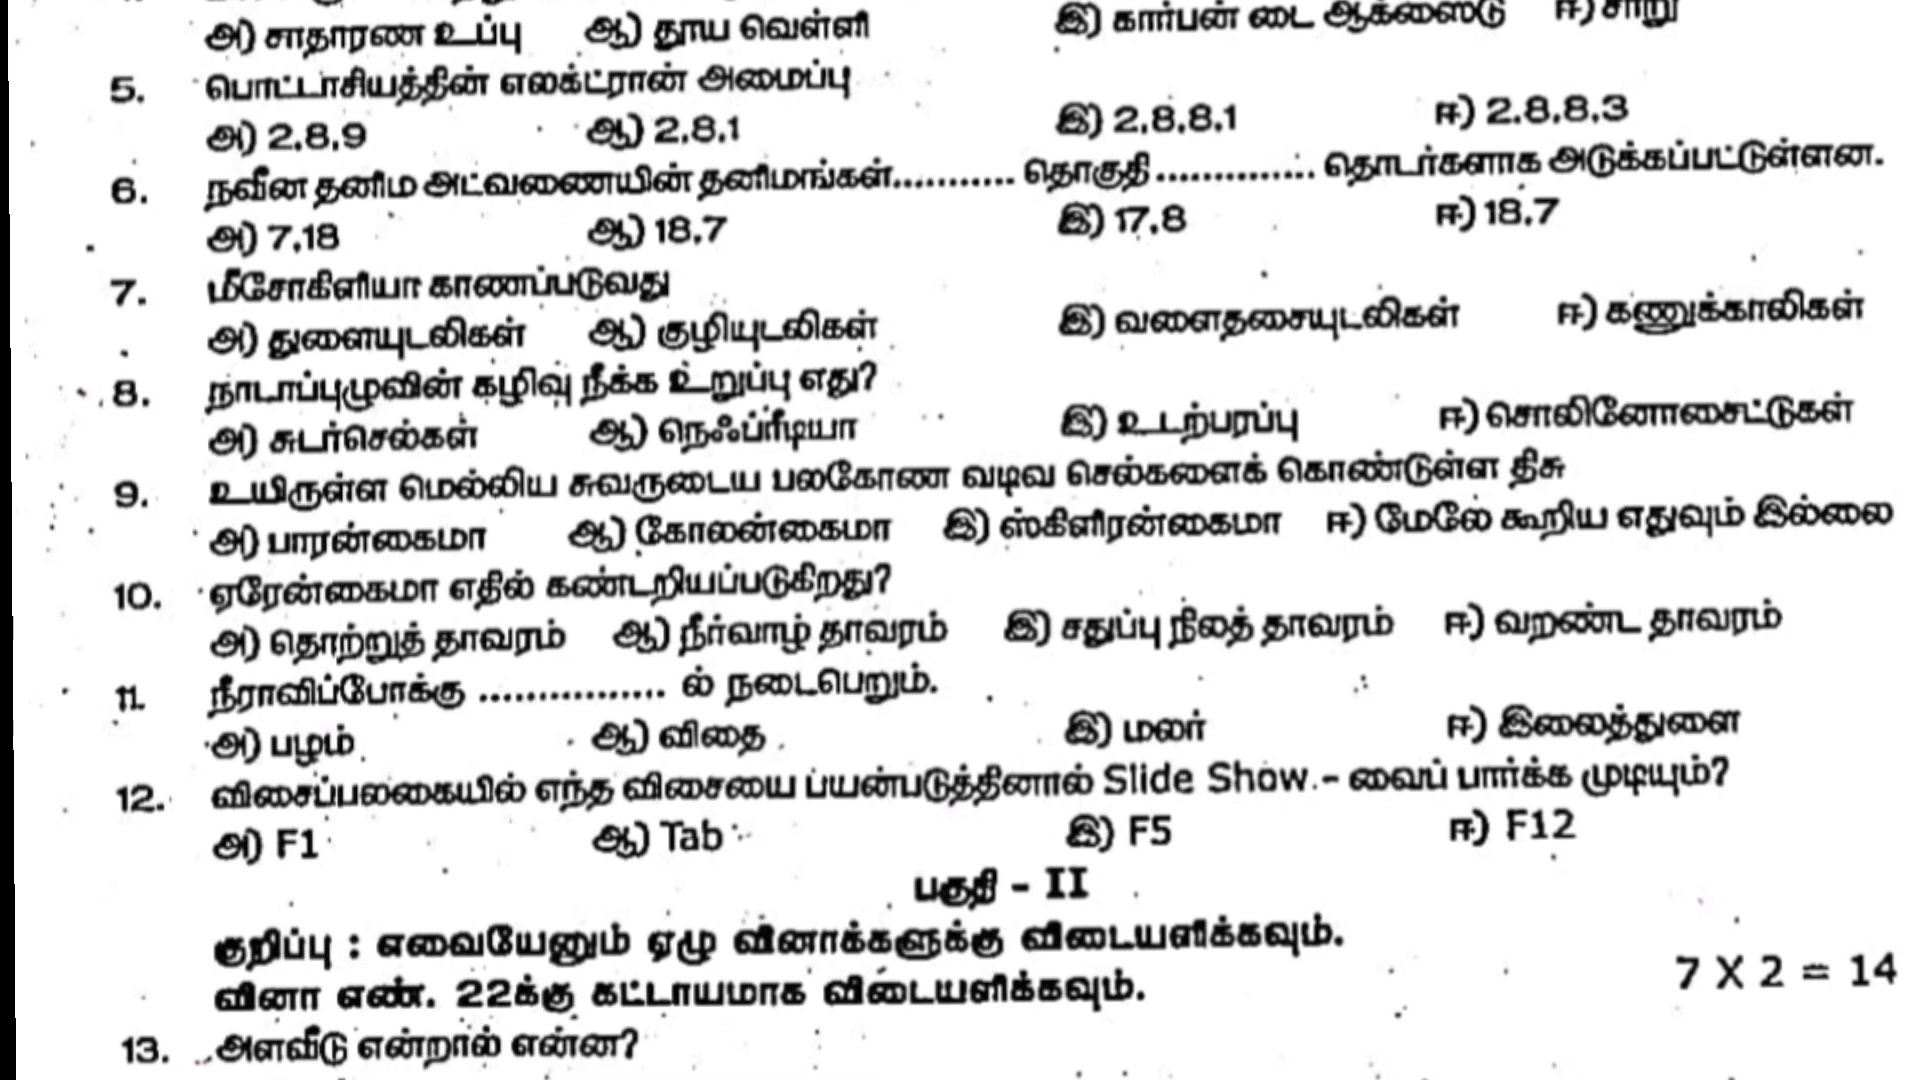 அ) சாதாரண உப்பு ஆ) தூய வெள்ளி இ) கார்பன் டை ஆக்ஸைடு ஈ) சாறு
5. பொட்டாசியத்தின் எலக்ட்ரான் அமைப்பு
அ) 2,8,9 ஆ) 2,8,1 இ) 2,8,8,1 ஈ) 2,8,8,3
6. நவீன தனிம அட்வணையின் தனிமங்கள்........... தொகுதி.............. தொடர்களாக அடுக்கப்பட்டுள்ளன.
அ) 7,18 ஆ) 18,7 இ) 17,8 ஈ) 18,7
7. மீசோகிளியா காணப்படுவது
அ) துளையுடலிகள் ஆ) குழியுடலிகள் இ) வளைதசையுடலிகள் ஈ) கணுக்காலிகள்
8. நாடாப்புழுவின் கழிவு நீக்க உறுப்பு எது?
அ) சுடர்செல்கள் ஆ) நெஃப்ரீடியா இ) உடற்பரப்பு ஈ) சொலினோசைட்டுகள்
9. உயிருள்ள மெல்லிய சுவருடைய பலகோண வடிவ செல்களைக் கொண்டுள்ள திசு
அ) பாரன்கைமா ஆ) கோலன்கைமா இ) ஸ்கிளிரன்கைமா ஈ) மேலே கூறிய எதுவும் இல்லை
10. ஏரேன்கைமா எதில் கண்டறியப்படுகிறது?
அ) தொற்றுத் தாவரம் ஆ) நீர்வாழ் தாவரம் இ) சதுப்பு நிலத் தாவரம் ஈ) வறண்ட தாவரம்
11. நீராவிப்போக்கு ................ ல் நடைபெறும்.
அ) பழம் ஆ) விதை இ) மலர் ஈ) இலைத்துளை
12. விசைப்பலகையில் எந்த விசையை பயன்படுத்தினால் Slide Show - வைப் பார்க்க முடியும்?
அ) F1 ஆ) Tab இ) F5 ஈ) F12
பகுதி - II
குறிப்பு : எவையேனும் ஏழு வினாக்களுக்கு விடையளிக்கவும்.
வினா எண். 22க்கு கட்டாயமாக விடையளிக்கவும். 7 X 2 = 14
13. அளவீடு என்றால் என்ன?